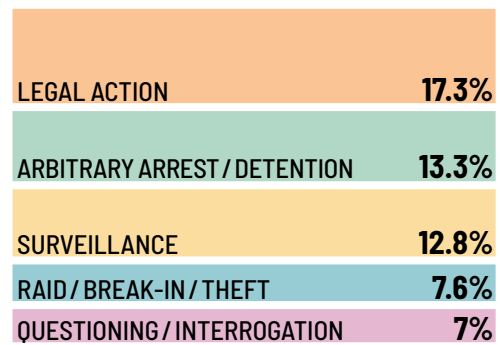 LEGAL ACTION 17.3%
ARBITRARY ARREST / DETENTION 13.3%
SURVEILLANCE 12.8%
RAID / BREAK-IN / THEFT 7.6%
QUESTIONING / INTERROGATION 7%